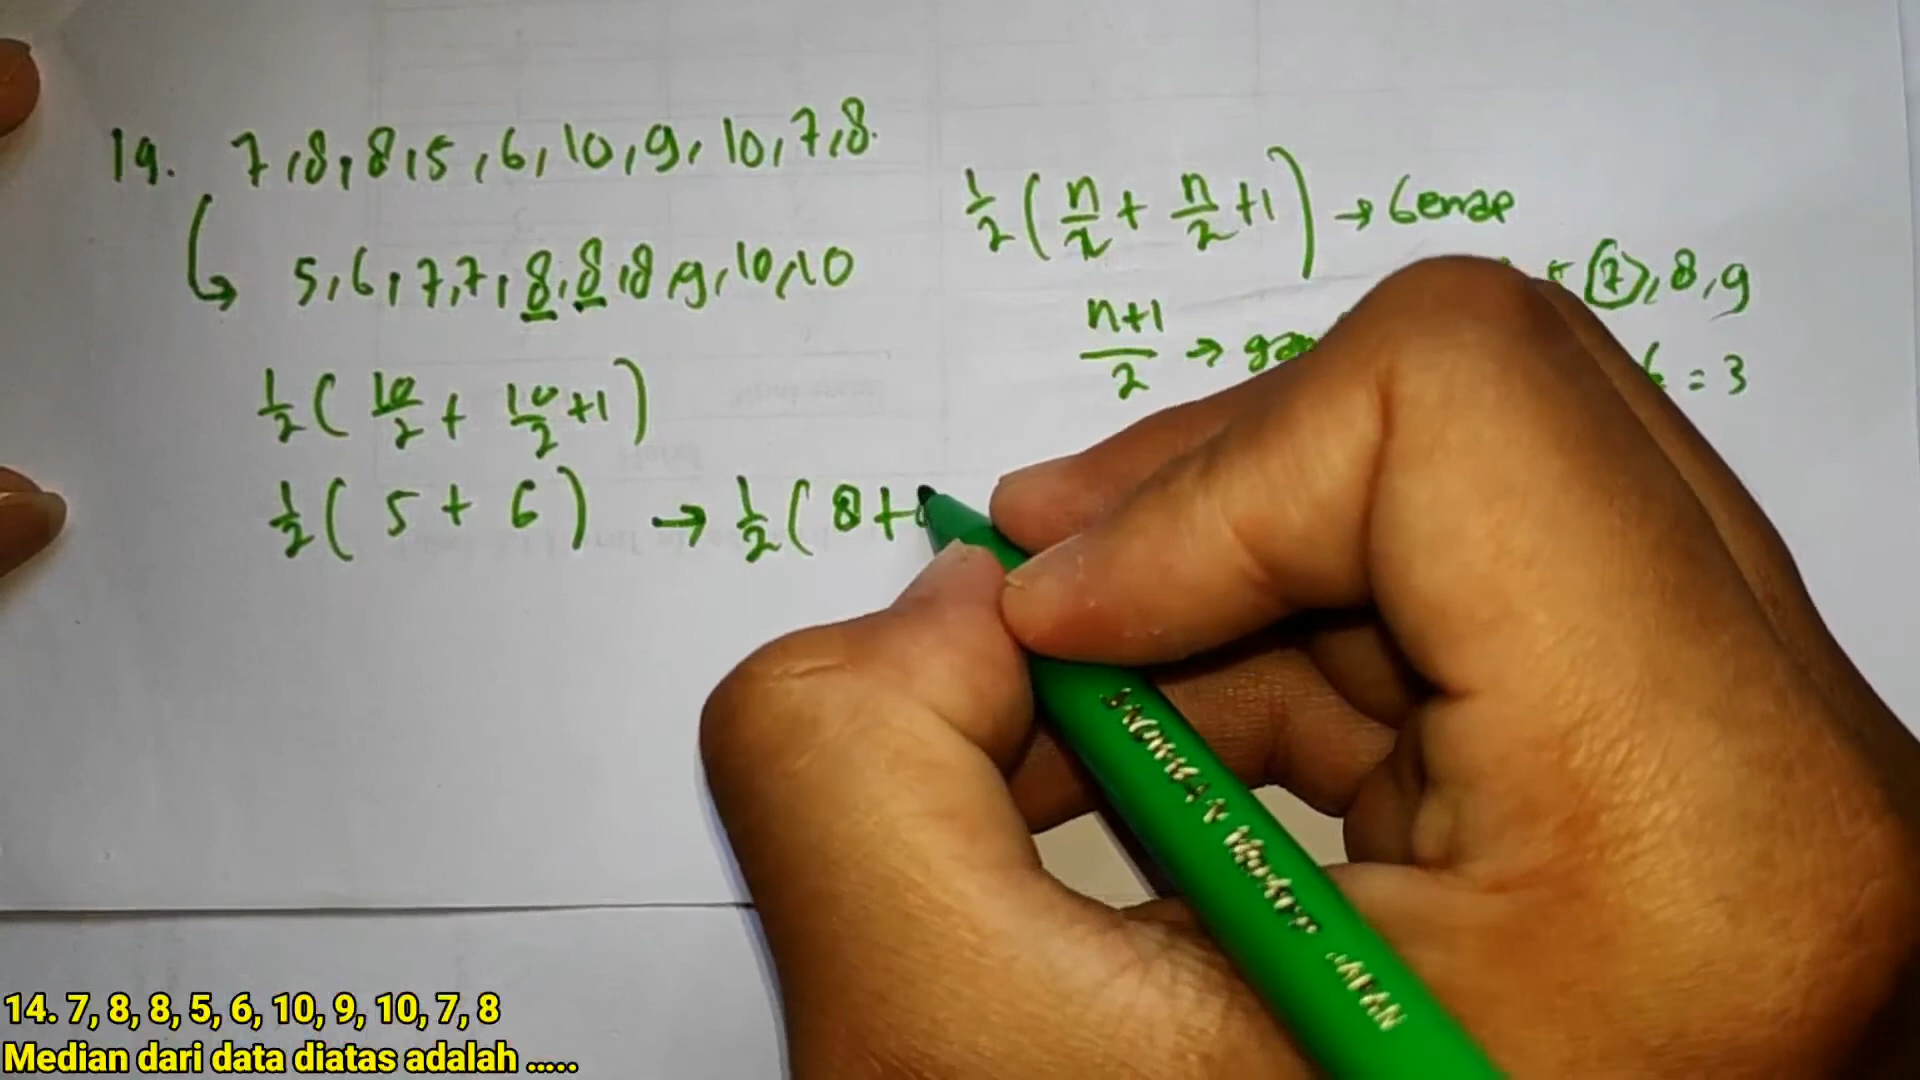 14. 7, 8, 8, 5, 6, 10, 9, 10, 7, 8.
5, 6, 7, 7, 8, 8, 8, 9, 10, 10
1/2 ( 10/2 + 10/2 + 1 )
1/2 ( 5 + 6 ) → 1/2 ( 8 +
1/2 ( n/2 + n/2 + 1 ) → Genap
7, 8, 9
n+1/2 →
= 3
SNOWMAN MARKER JAPAN
14. 7, 8, 8, 5, 6, 10, 9, 10, 7, 8
Median dari data diatas adalah .....